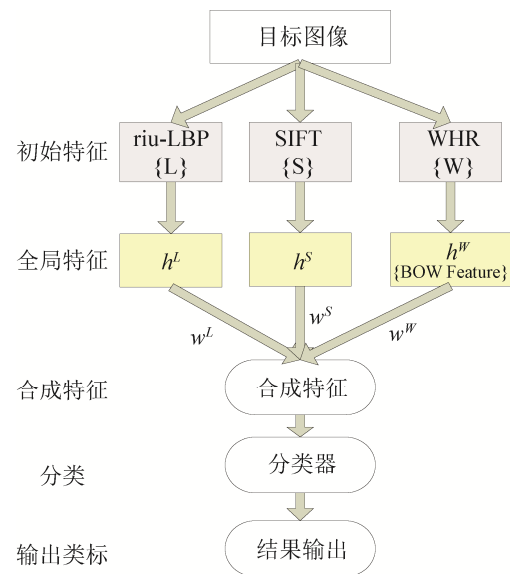 目标图像
初始特征
riu-LBP
{L}
SIFT
{S}
WHR
{W}
全局特征
h^L
h^S
h^W
{BOW Feature}
w^L
w^S
w^W
合成特征
合成特征
分类
分类器
输出类标
结果输出